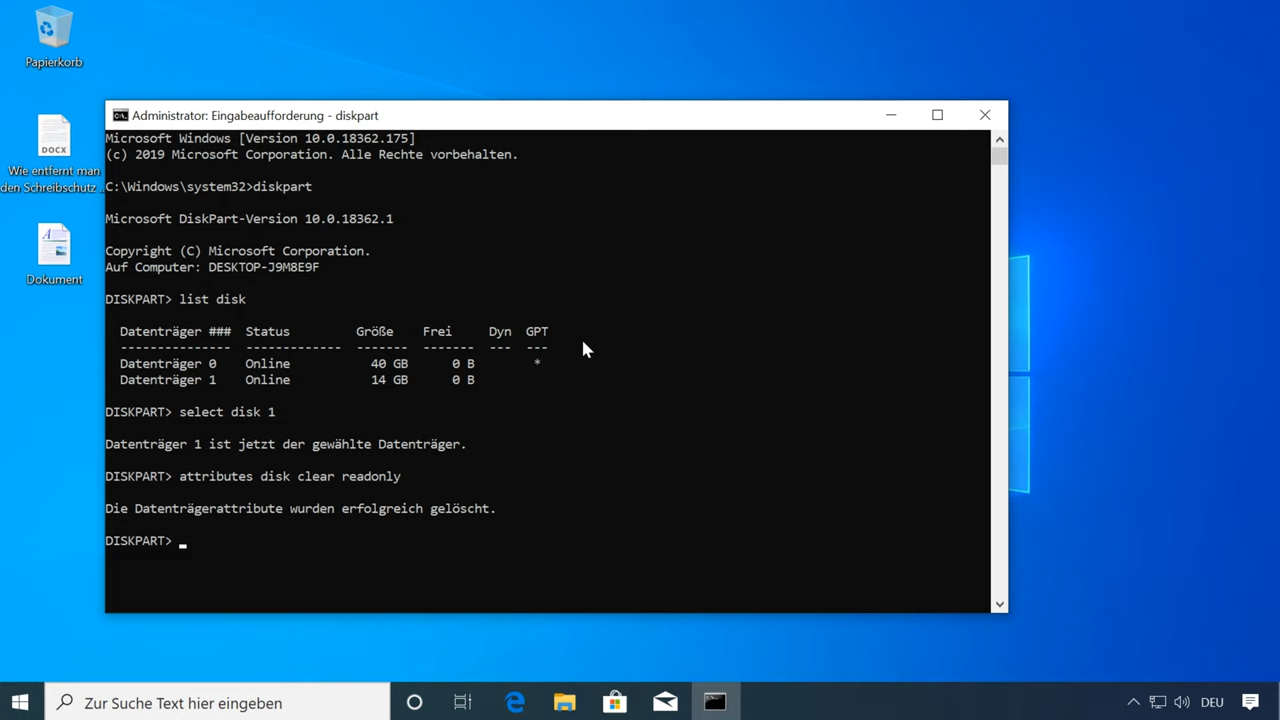 Papierkorb
DOCX
Wie entfernt man
den Schreibschutz ...
Dokument
Administrator: Eingabeaufforderung - diskpart
Microsoft Windows [Version 10.0.18362.175]
(c) 2019 Microsoft Corporation. Alle Rechte vorbehalten.
C:\Windows\system32>diskpart
Microsoft DiskPart-Version 10.0.18362.1
Copyright (C) Microsoft Corporation.
Auf Computer: DESKTOP-J9M8E9F
DISKPART> list disk
Datenträger ### Status Größe Frei Dyn GPT
--------------- ------------- ------- ------- --- ---
Datenträger 0 Online 40 GB 0 B *
Datenträger 1 Online 14 GB 0 B
DISKPART> select disk 1
Datenträger 1 ist jetzt der gewählte Datenträger.
DISKPART> attributes disk clear readonly
Die Datenträgerattribute wurden erfolgreich gelöscht.
DISKPART> _
Zur Suche Text hier eingeben
DEU